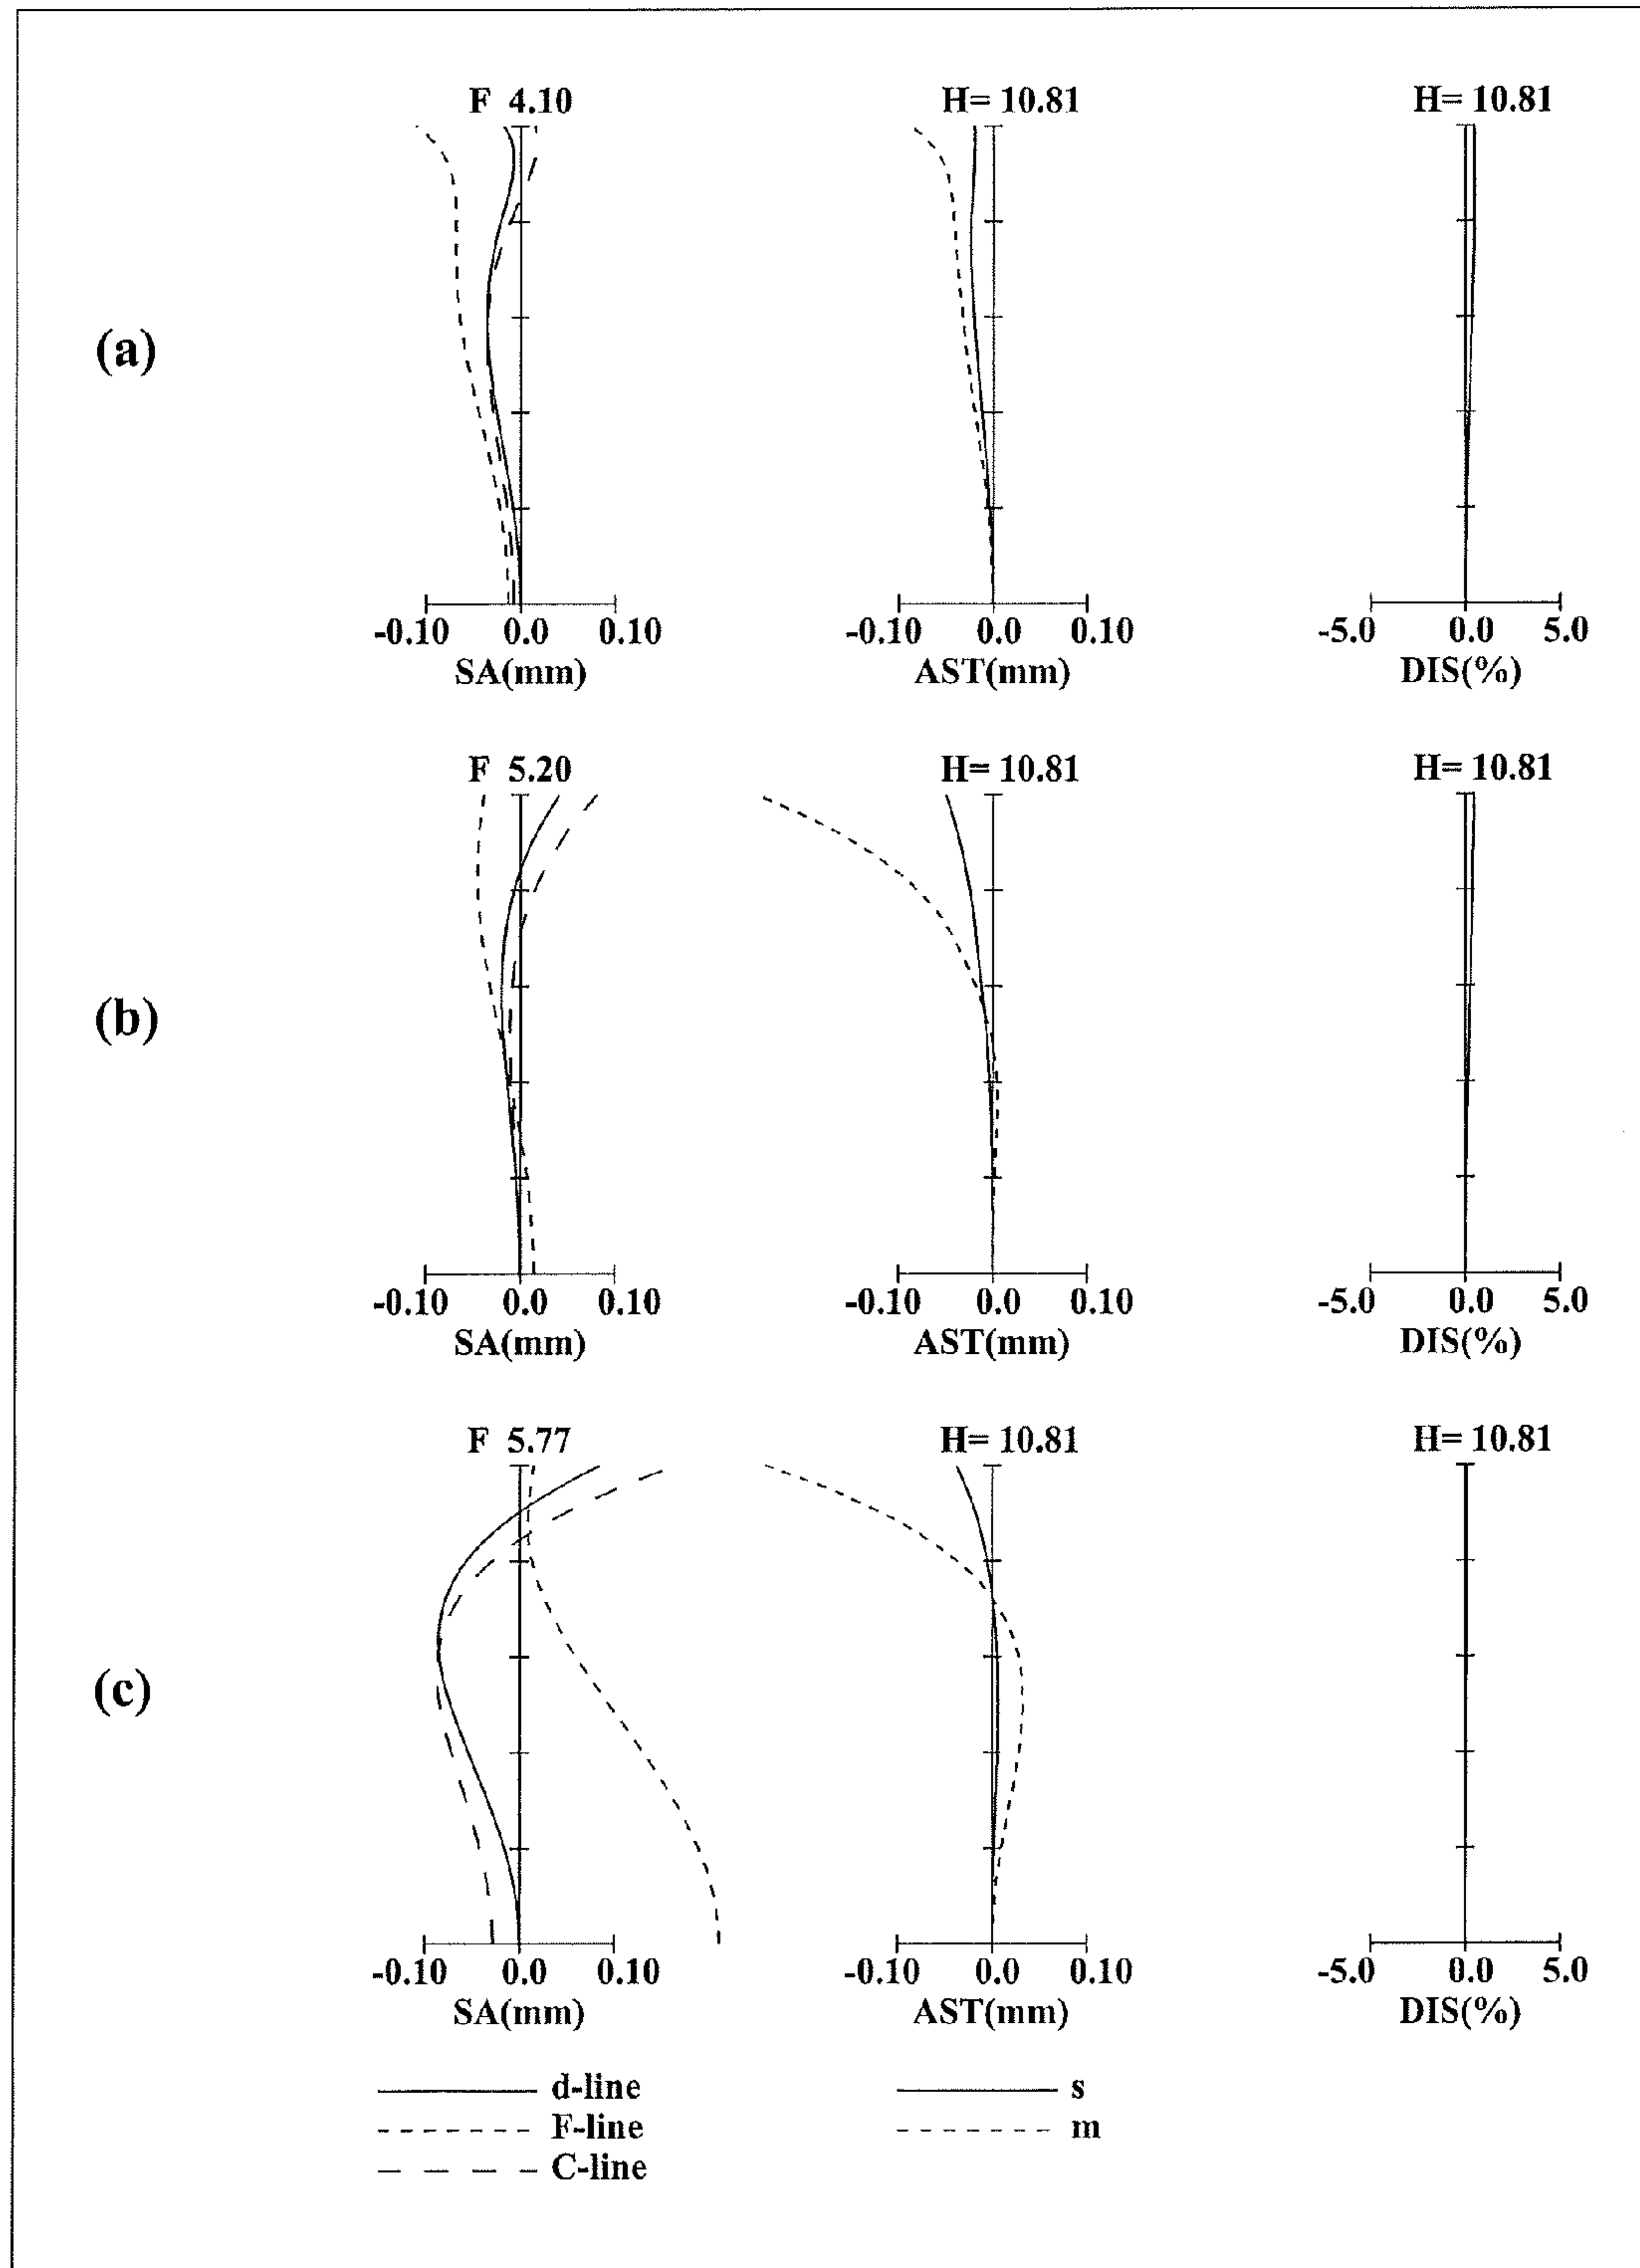 F 4.10 H= 10.81 H= 10.81
(a)
-0.10 0.0 0.10 -0.10 0.0 0.10 -5.0 0.0 5.0
SA(mm) AST(mm) DIS(%)
F 5.20 H= 10.81 H= 10.81
(b)
-0.10 0.0 0.10 -0.10 0.0 0.10 -5.0 0.0 5.0
SA(mm) AST(mm) DIS(%)
F 5.77 H= 10.81 H= 10.81
(c)
-0.10 0.0 0.10 -0.10 0.0 0.10 -5.0 0.0 5.0
SA(mm) AST(mm) DIS(%)
d-line s
F-line m
C-line